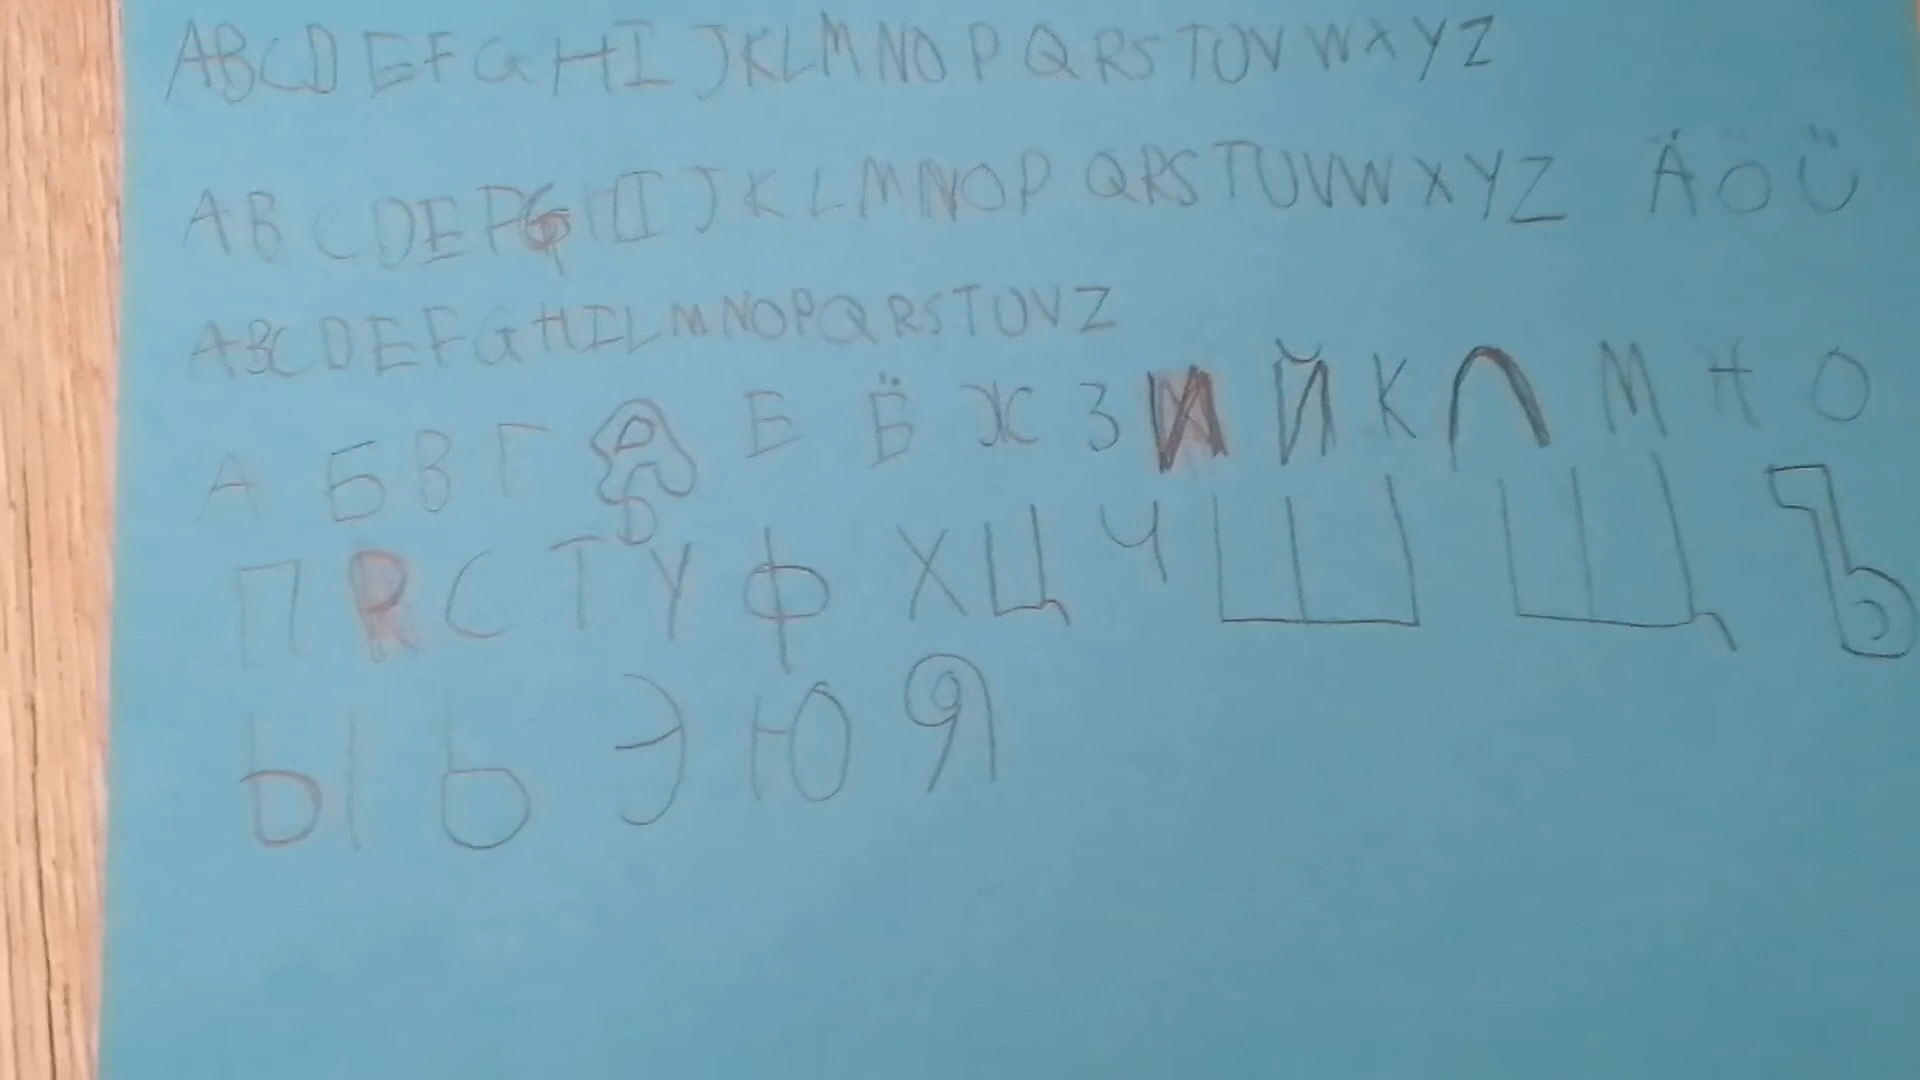 ABCDEFGHIJKLMNOPQRSTUVWXYZ
ABCDEFGHIJKLMNOPQRSTUVWXYZ ÄÖÜ
ABCDEFGHILMNOPQRSTUVZ
А Б В Г Д Е Ё Ж З И Й К Л М Н О
П R С Т У Ф Х Ц Ч Ш Щ Ъ
Ы Ь Э Ю Я